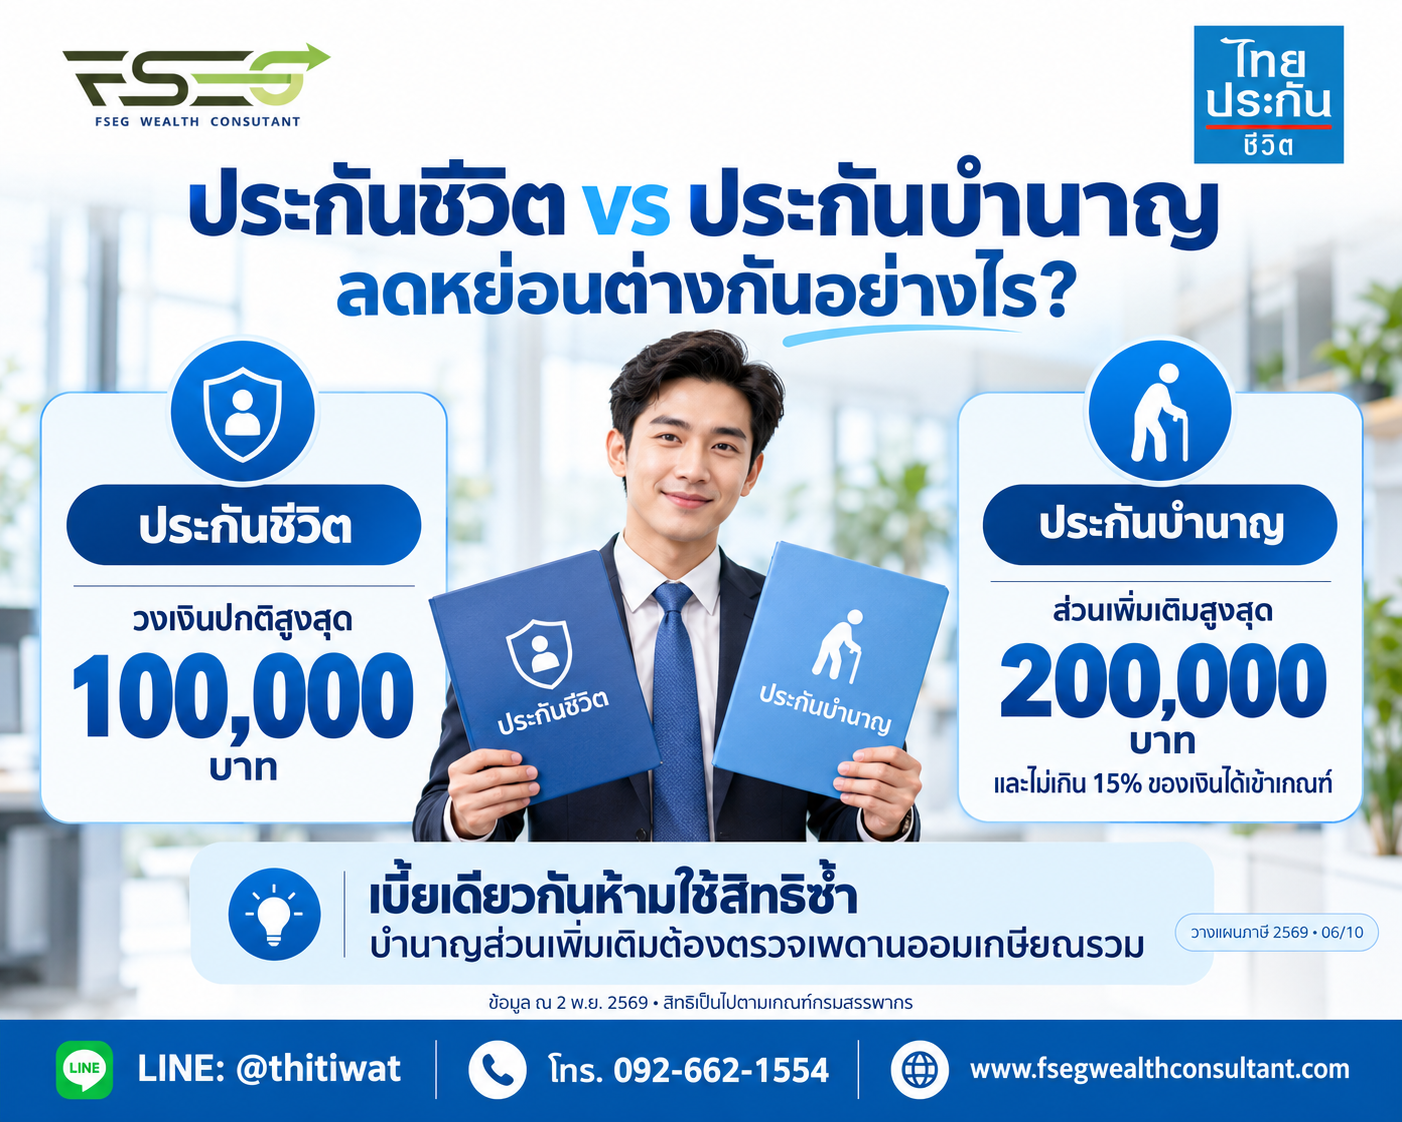 FSEG
FSEG WEALTH CONSUTANT
ไทย
ประกัน
ชีวิต
ประกันชีวิต vs ประกันบำนาญ
ลดหย่อนต่างกันอย่างไร?
ประกันชีวิต
วงเงินปกติสูงสุด
100,000
บาท
ประกันชีวิต
ประกันบำนาญ
ประกันบำนาญ
ส่วนเพิ่มเติมสูงสุด
200,000
บาท
และไม่เกิน 15% ของเงินได้เข้าเกณฑ์
เบี้ยเดียวกันห้ามใช้สิทธิซ้ำ
บำนาญส่วนเพิ่มเติมต้องตรวจเพดานออมเกษียณรวม
วางแผนภาษี 2569 • 06/10
ข้อมูล ณ 2 พ.ย. 2569 • สิทธิเป็นไปตามเกณฑ์กรมสรรพากร
LINE
LINE: @thitiwat
โทร. 092-662-1554
www.fsegwealthconsultant.com